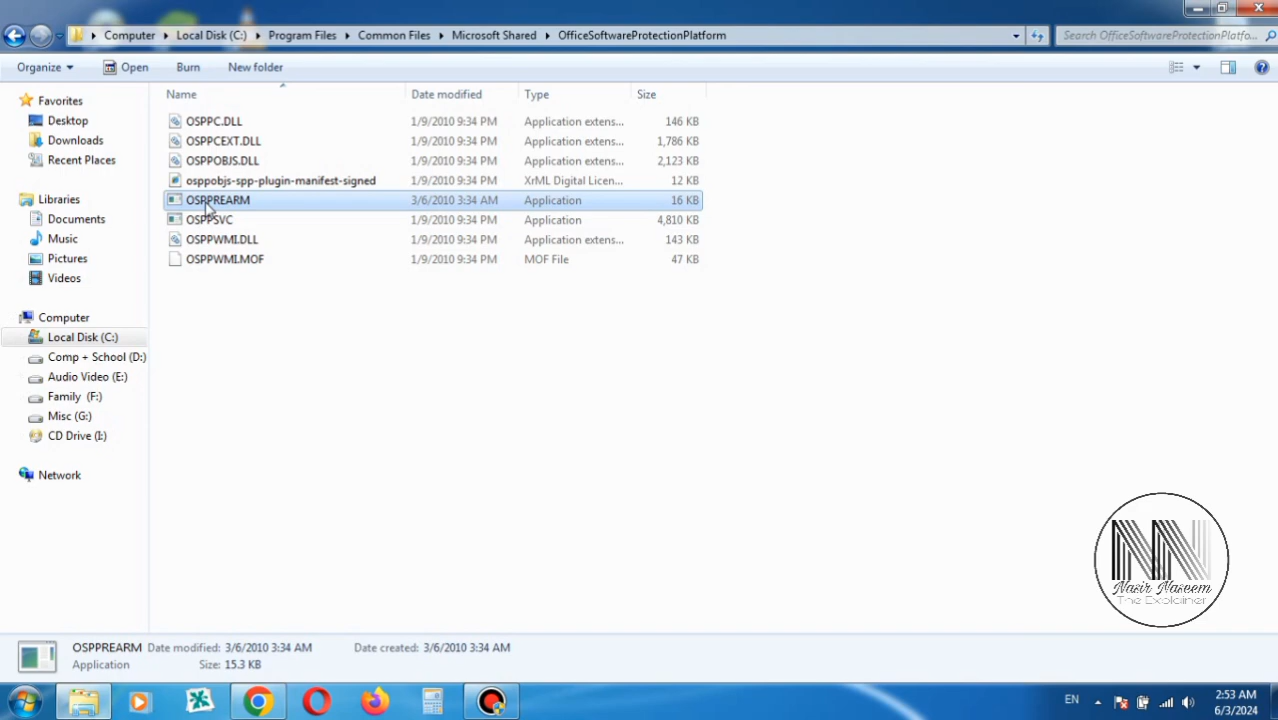 Computer Local Disk (C:) Program Files Common Files Microsoft Shared OfficeSoftwareProtectionPlatform Search OfficeSoftwareProtectionPlatfo...
Organize Open Burn New folder
Name Date modified Type Size
Favorites
Desktop
Downloads
Recent Places
Libraries
Documents
Music
Pictures
Videos
Computer
Local Disk (C:)
Comp + School (D:)
Audio Video (E:)
Family (F:)
Misc (G:)
CD Drive (I:)
Network
OSPPC.DLL 1/9/2010 9:34 PM Application extens... 146 KB
OSPPCEXT.DLL 1/9/2010 9:34 PM Application extens... 1,786 KB
OSPPOBJS.DLL 1/9/2010 9:34 PM Application extens... 2,123 KB
osppobjs-spp-plugin-manifest-signed 1/9/2010 9:34 PM XrML Digital Licen... 12 KB
OSPPREARM 3/6/2010 3:34 AM Application 16 KB
OSPPSVC 1/9/2010 9:34 PM Application 4,810 KB
OSPPWMI.DLL 1/9/2010 9:34 PM Application extens... 143 KB
OSPPWMI.MOF 1/9/2010 9:34 PM MOF File 47 KB
NN
Nasir Naseem
The Explainer
OSPPREARM Date modified: 3/6/2010 3:34 AM Date created: 3/6/2010 3:34 AM
Application Size: 15.3 KB
EN
2:53 AM
6/3/2024